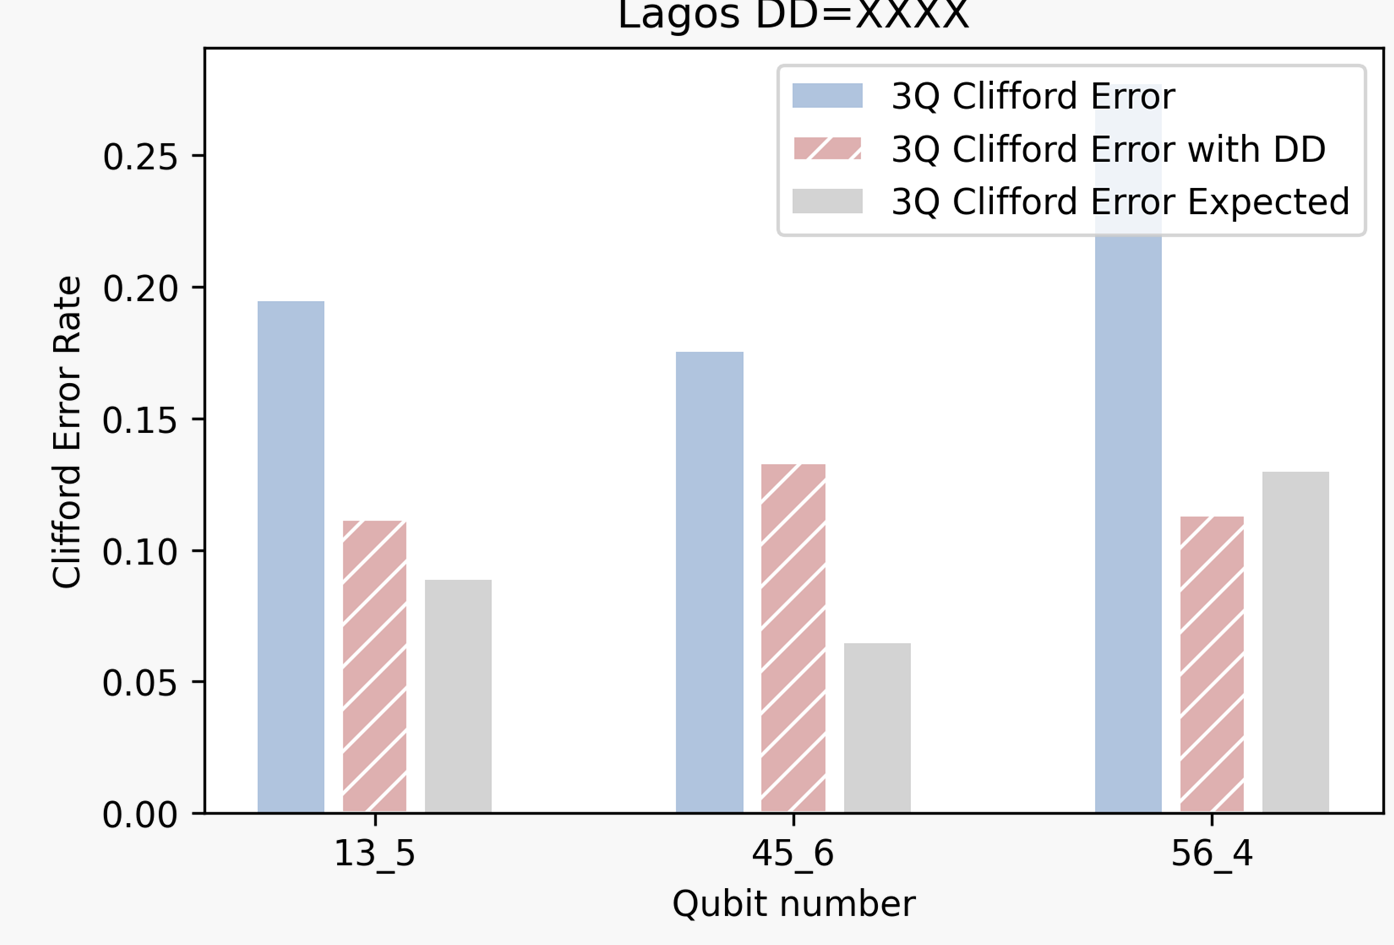 Lagos DD=XXXX
3Q Clifford Error
3Q Clifford Error with DD
3Q Clifford Error Expected
Clifford Error Rate
0.25
0.20
0.15
0.10
0.05
0.00
13_5 45_6 56_4
Qubit number